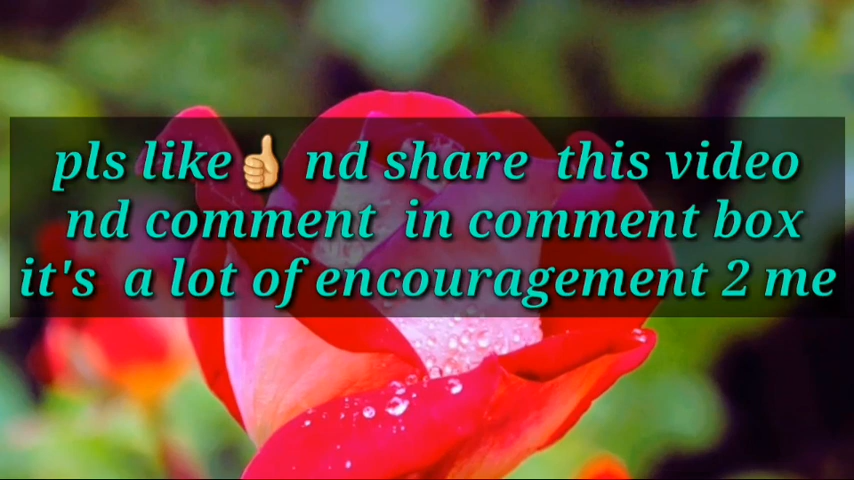 pls like👍🏼 nd share this video
nd comment in comment box
it's a lot of encouragement 2 me